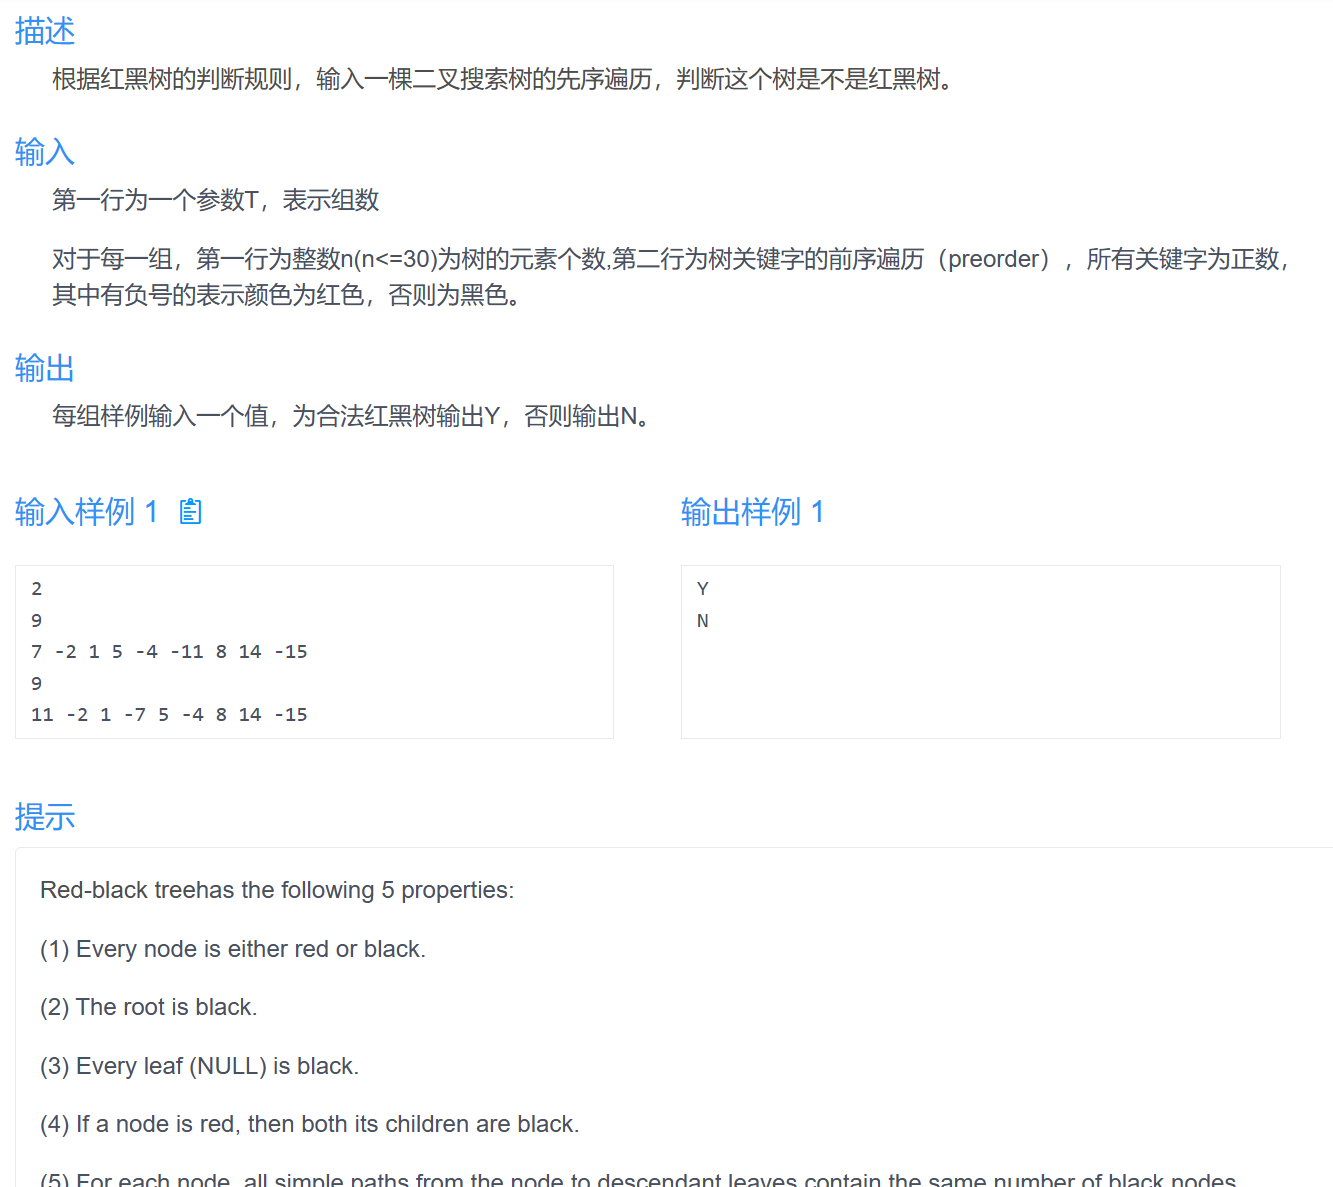 描述
根据红黑树的判断规则，输入一棵二叉搜索树的先序遍历，判断这个树是不是红黑树。
输入
第一行为一个参数T，表示组数
对于每一组，第一行为整数n(n<=30)为树的元素个数,第二行为树关键字的前序遍历（preorder），所有关键字为正数，
其中有负号的表示颜色为红色，否则为黑色。
输出
每组样例输入一个值，为合法红黑树输出Y，否则输出N。
输入样例 1
2
9
7 -2 1 5 -4 -11 8 14 -15
9
11 -2 1 -7 5 -4 8 14 -15
输出样例 1
Y
N
提示
Red-black treehas the following 5 properties:
(1) Every node is either red or black.
(2) The root is black.
(3) Every leaf (NULL) is black.
(4) If a node is red, then both its children are black.
(5) For each node, all simple paths from the node to descendant leaves contain the same number of black nodes.